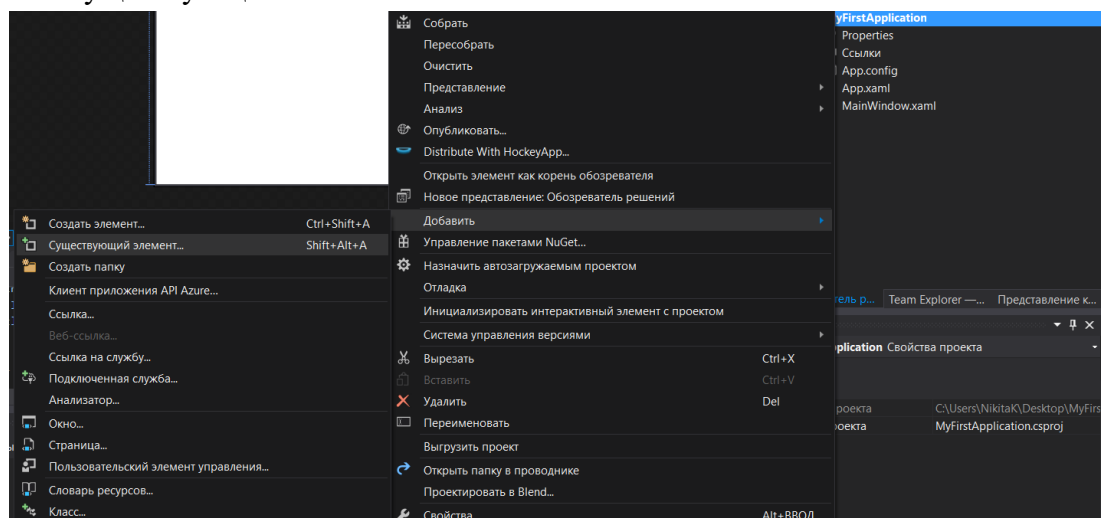 Собрать
Пересобрать
Очистить
Представление
Анализ
Опубликовать...
Distribute With HockeyApp...
Открыть элемент как корень обозревателя
Новое представление: Обозреватель решений
Добавить
Управление пакетами NuGet...
Назначить автозагружаемым проектом
Отладка
Инициализировать интерактивный элемент с проектом
Система управления версиями
Вырезать Ctrl+X
Вставить Ctrl+V
Удалить Del
Переименовать
Выгрузить проект
Открыть папку в проводнике
Проектировать в Blend...
Свойства Alt+ВВОД
Создать элемент... Ctrl+Shift+A
Существующий элемент... Shift+Alt+A
Создать папку
Клиент приложения API Azure...
Ссылка...
Веб-ссылка...
Ссылка на службу...
Подключенная служба...
Анализатор...
Окно...
Страница...
Пользовательский элемент управления...
Словарь ресурсов...
Класс...
yFirstApplication
Properties
Ссылки
App.config
App.xaml
MainWindow.xaml
тель р... Team Explorer —... Представление к...
plication Свойства проекта
роекта C:\Users\NikitaK\Desktop\MyFirs
роекта MyFirstApplication.csproj